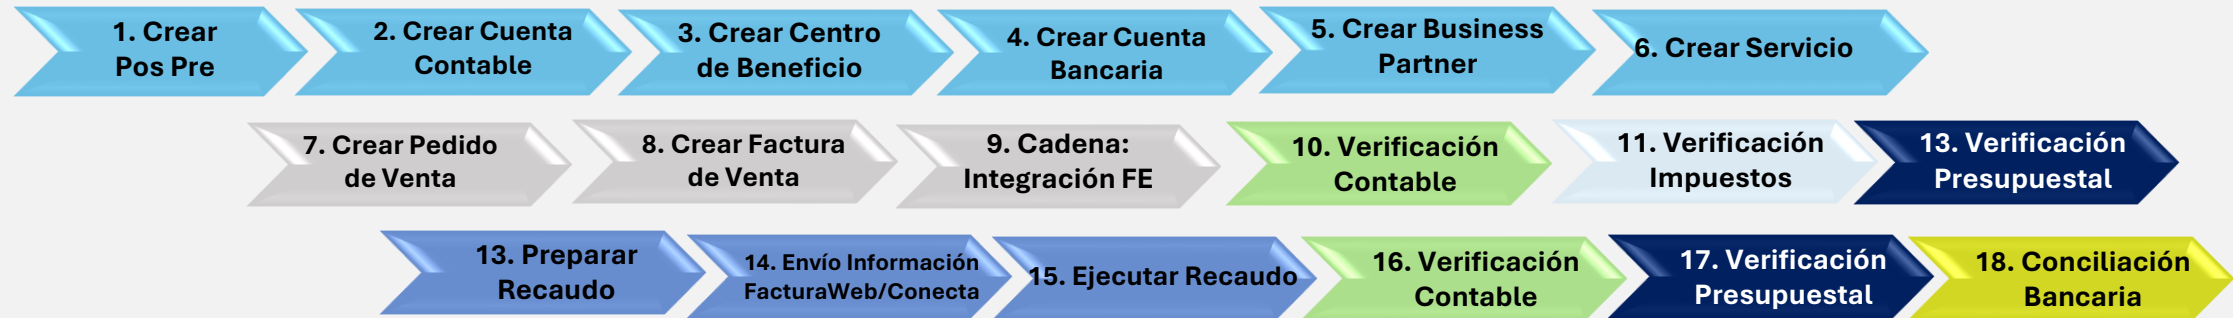 1. Crear
Pos Pre
2. Crear Cuenta
Contable
3. Crear Centro
de Beneficio
4. Crear Cuenta
Bancaria
5. Crear Business
Partner
6. Crear Servicio
7. Crear Pedido
de Venta
8. Crear Factura
de Venta
9. Cadena:
Integración FE
10. Verificación
Contable
11. Verificación
Impuestos
13. Verificación
Presupuestal
13. Preparar
Recaudo
14. Envío Información
FacturaWeb/Conecta
15. Ejecutar Recaudo
16. Verificación
Contable
17. Verificación
Presupuestal
18. Conciliación
Bancaria